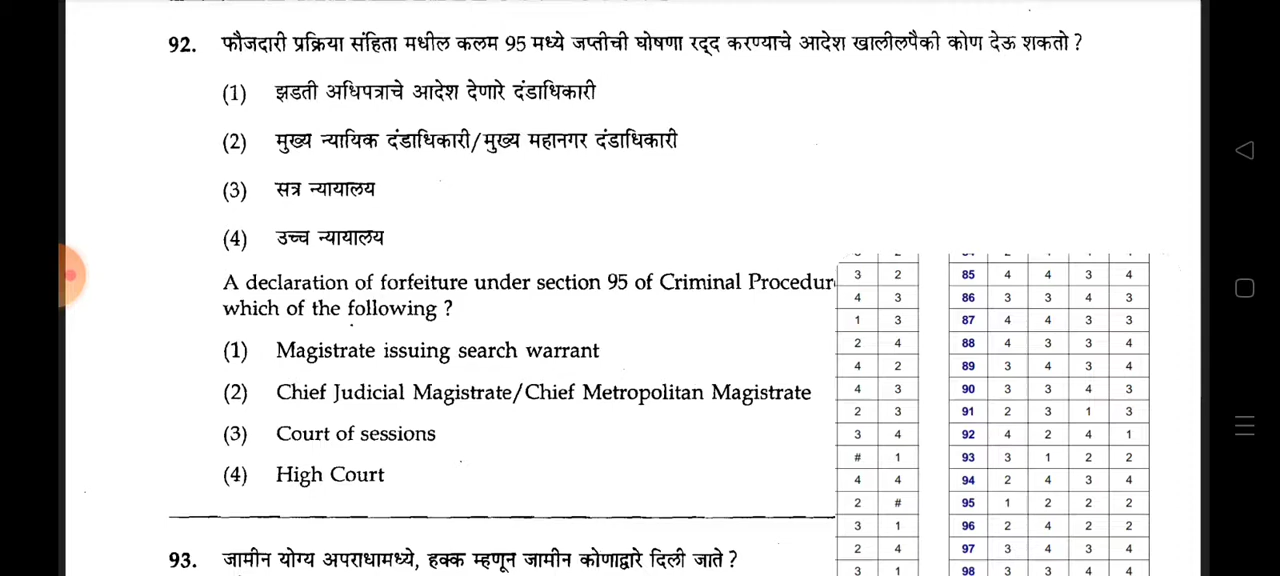 92. फौजदारी प्रक्रिया संहिता मधील कलम 95 मध्ये जप्तीची घोषणा रद्द करण्याचे आदेश खालीलपैकी कोण देऊ शकतो ?
(1) झडती अधिपत्राचे आदेश देणारे दंडाधिकारी
(2) मुख्य न्यायिक दंडाधिकारी/मुख्य महानगर दंडाधिकारी
(3) सत्र न्यायालय
(4) उच्च न्यायालय
A declaration of forfeiture under section 95 of Criminal Procedur
which of the following ?
(1) Magistrate issuing search warrant
(2) Chief Judicial Magistrate/Chief Metropolitan Magistrate
(3) Court of sessions
(4) High Court
93. जामीन योग्य अपराधामध्ये, हक्क म्हणून जामीन कोणाद्वारे दिली जाते ?
3 2 85 4 4 3 4
4 3 86 3 3 4 3
1 3 87 4 4 3 3
2 4 88 4 3 3 4
4 2 89 3 4 3 4
4 3 90 3 3 4 3
2 3 91 2 3 1 3
3 4 92 4 2 4 1
# 1 93 3 1 2 2
4 4 94 2 4 3 4
2 # 95 1 2 2 2
3 1 96 2 4 2 2
2 4 97 3 4 3 4
3 1 98 3 3 4 4